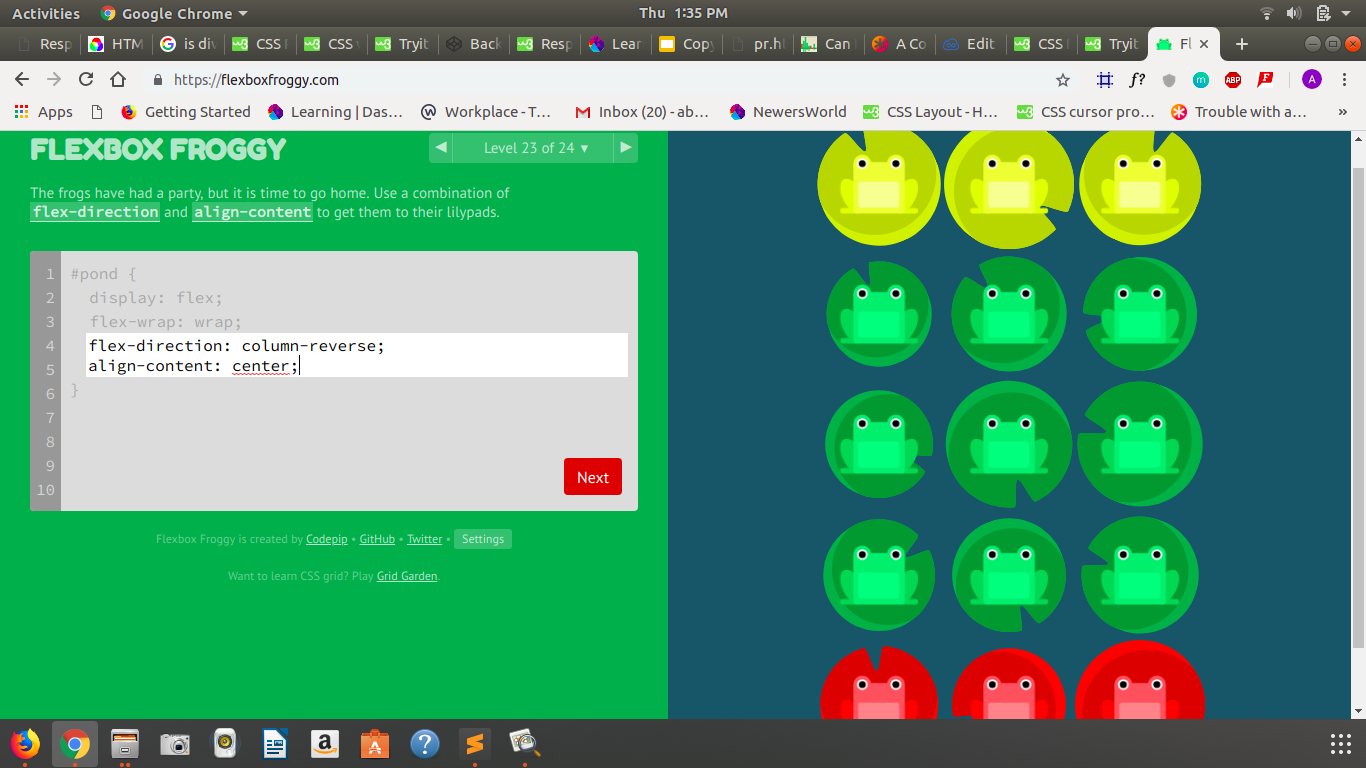 Activities
Google Chrome ▾
Thu 1:35 PM
Resp
HTM
is div
CSS
CSS
Tryit
Back
Resp
Lear
Copy
pr.h
Can
A Co
Edit
CSS
Tryit
Fl
https://flexboxfroggy.com
f?
m
ABP
F
A
Apps
Getting Started
Learning | Das…
Workplace - T…
Inbox (20) - ab…
NewersWorld
CSS Layout - H…
CSS cursor pro…
Trouble with a…
»
FLEXBOX FROGGY
◀ Level 23 of 24 ▾ ▶
The frogs have had a party, but it is time to go home. Use a combination of
flex-direction and align-content to get them to their lilypads.
1 #pond {
2 display: flex;
3 flex-wrap: wrap;
4 flex-direction: column-reverse;
5 align-content: center;
6 }
7
8
9
10
Next
Flexbox Froggy is created by Codepip • GitHub • Twitter • Settings
Want to learn CSS grid? Play Grid Garden.